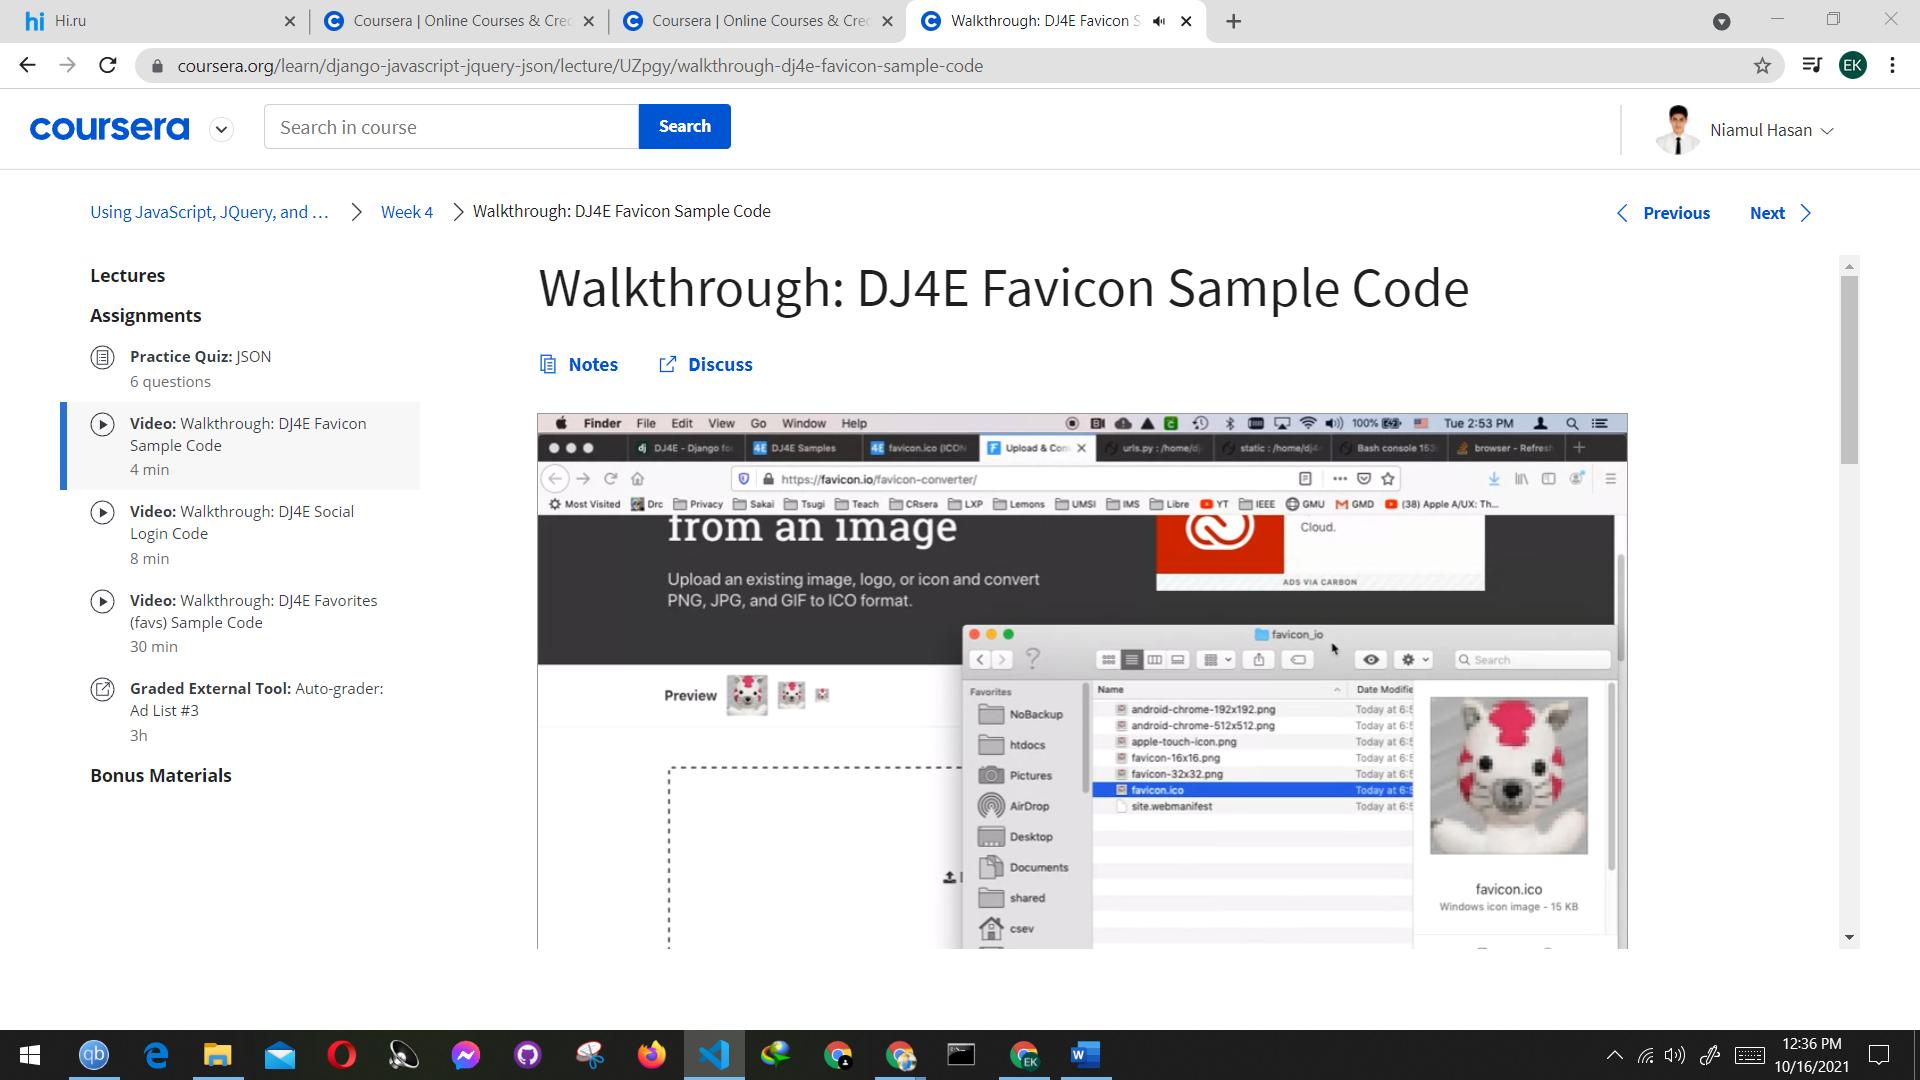 Hi.ru
Coursera | Online Courses & Cre
Coursera | Online Courses & Cre
Walkthrough: DJ4E Favicon S
coursera.org/learn/django-javascript-jquery-json/lecture/UZpgy/walkthrough-dj4e-favicon-sample-code
EK
coursera
Search in course
Search
Niamul Hasan
Using JavaScript, JQuery, and ...
Week 4
Walkthrough: DJ4E Favicon Sample Code
Previous
Next
Lectures
Assignments
Practice Quiz: JSON
6 questions
Video: Walkthrough: DJ4E Favicon
Sample Code
4 min
Video: Walkthrough: DJ4E Social
Login Code
8 min
Video: Walkthrough: DJ4E Favorites
(favs) Sample Code
30 min
Graded External Tool: Auto-grader:
Ad List #3
3h
Bonus Materials
Walkthrough: DJ4E Favicon Sample Code
Notes
Discuss
Finder File Edit View Go Window Help 100% Tue 2:53 PM
DJ4E - Django fo
DJ4E Samples
favicon.ico (ICON
Upload & Con
urls.py : /home/dj
static : /home/dj4
Bash console 153
browser - Refresh
https://favicon.io/favicon-converter/
Most Visited Drc Privacy Sakai Tsugi Teach CRsera LXP Lemons UMSI IMS Libre YT IEEE GMU GMD (38) Apple A/UX: Th...
from an image
Upload an existing image, logo, or icon and convert
PNG, JPG, and GIF to ICO format.
Cloud.
ADS VIA CARBON
Preview
favicon_io
Search
Favorites
NoBackup
htdocs
Pictures
AirDrop
Desktop
Documents
shared
csev
Name Date Modifie
android-chrome-192x192.png Today at 6:5
android-chrome-512x512.png Today at 6:5
apple-touch-icon.png Today at 6:5
favicon-16x16.png Today at 6:5
favicon-32x32.png Today at 6:5
favicon.ico Today at 6:5
site.webmanifest Today at 6:5
favicon.ico
Windows icon image - 15 KB
12:36 PM
10/16/2021